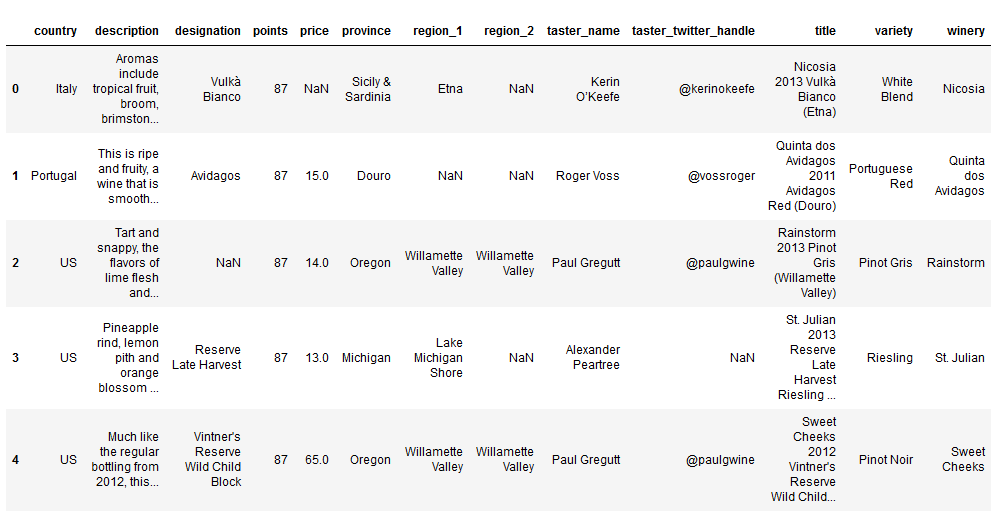 country description designation points price province region_1 region_2 taster_name taster_twitter_handle title variety winery
0 Italy Aromas include tropical fruit, broom, brimston... Vulkà Bianco 87 NaN Sicily & Sardinia Etna NaN Kerin O'Keefe @kerinokeefe Nicosia 2013 Vulkà Bianco (Etna) White Blend Nicosia
1 Portugal This is ripe and fruity, a wine that is smooth... Avidagos 87 15.0 Douro NaN NaN Roger Voss @vossroger Quinta dos Avidagos 2011 Avidagos Red (Douro) Portuguese Red Quinta dos Avidagos
2 US Tart and snappy, the flavors of lime flesh and... NaN 87 14.0 Oregon Willamette Valley Willamette Valley Paul Gregutt @paulgwine Rainstorm 2013 Pinot Gris (Willamette Valley) Pinot Gris Rainstorm
3 US Pineapple rind, lemon pith and orange blossom ... Reserve Late Harvest 87 13.0 Michigan Lake Michigan Shore NaN Alexander Peartree NaN St. Julian 2013 Reserve Late Harvest Riesling ... Riesling St. Julian
4 US Much like the regular bottling from 2012, this... Vintner's Reserve Wild Child Block 87 65.0 Oregon Willamette Valley Willamette Valley Paul Gregutt @paulgwine Sweet Cheeks 2012 Vintner's Reserve Wild Child... Pinot Noir Sweet Cheeks